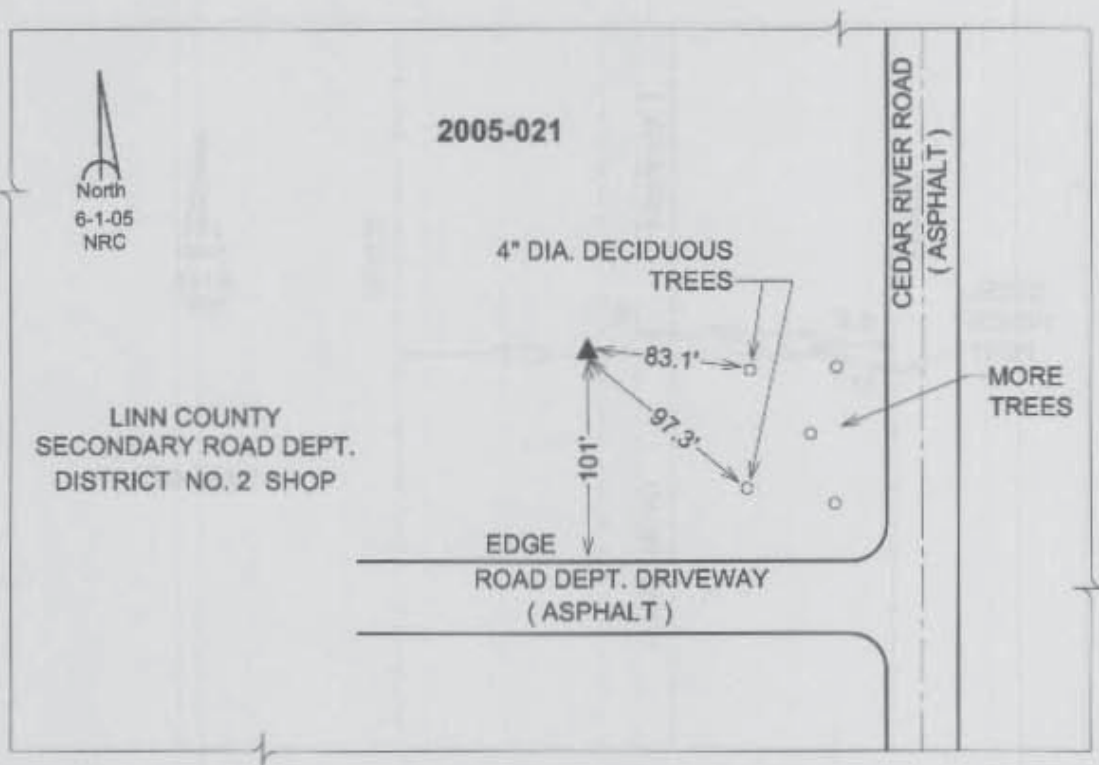 2005-021
North
6-1-05
NRC
CEDAR RIVER ROAD
( ASPHALT )
4" DIA. DECIDUOUS
TREES
83.1'
97.3'
101'
MORE
TREES
LINN COUNTY
SECONDARY ROAD DEPT.
DISTRICT NO. 2 SHOP
EDGE
ROAD DEPT. DRIVEWAY
( ASPHALT )